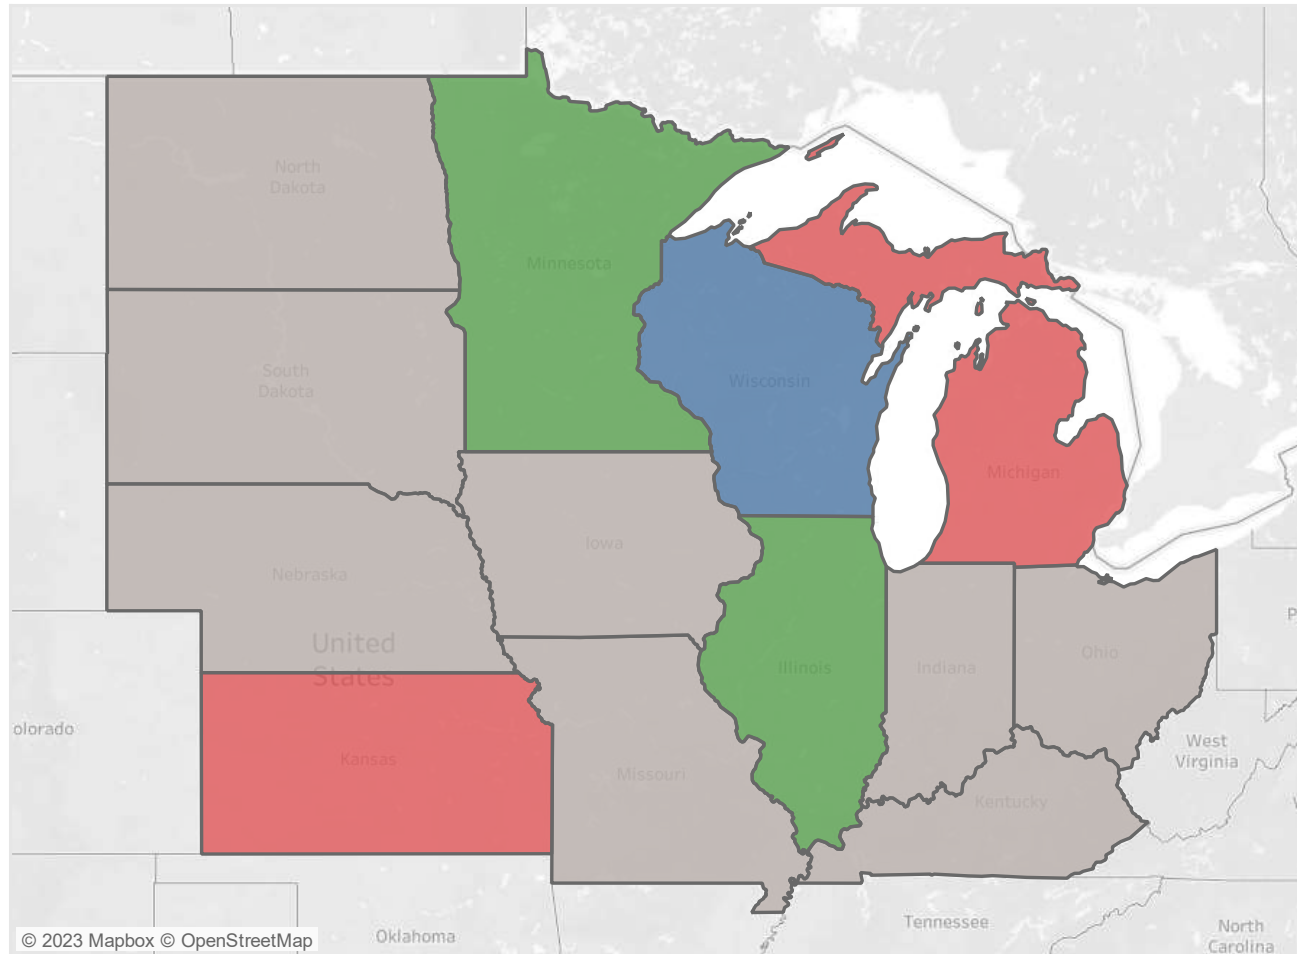 North
Dakota
Minnesota
South
Dakota
Wisconsin
Michigan
Iowa
Nebraska
United
States
Illinois
Indiana
Ohio
P
olorado
Kansas
Missouri
West
Virginia
Kentucky
Tennessee
North
Carolina
Oklahoma
© 2023 Mapbox © OpenStreetMap